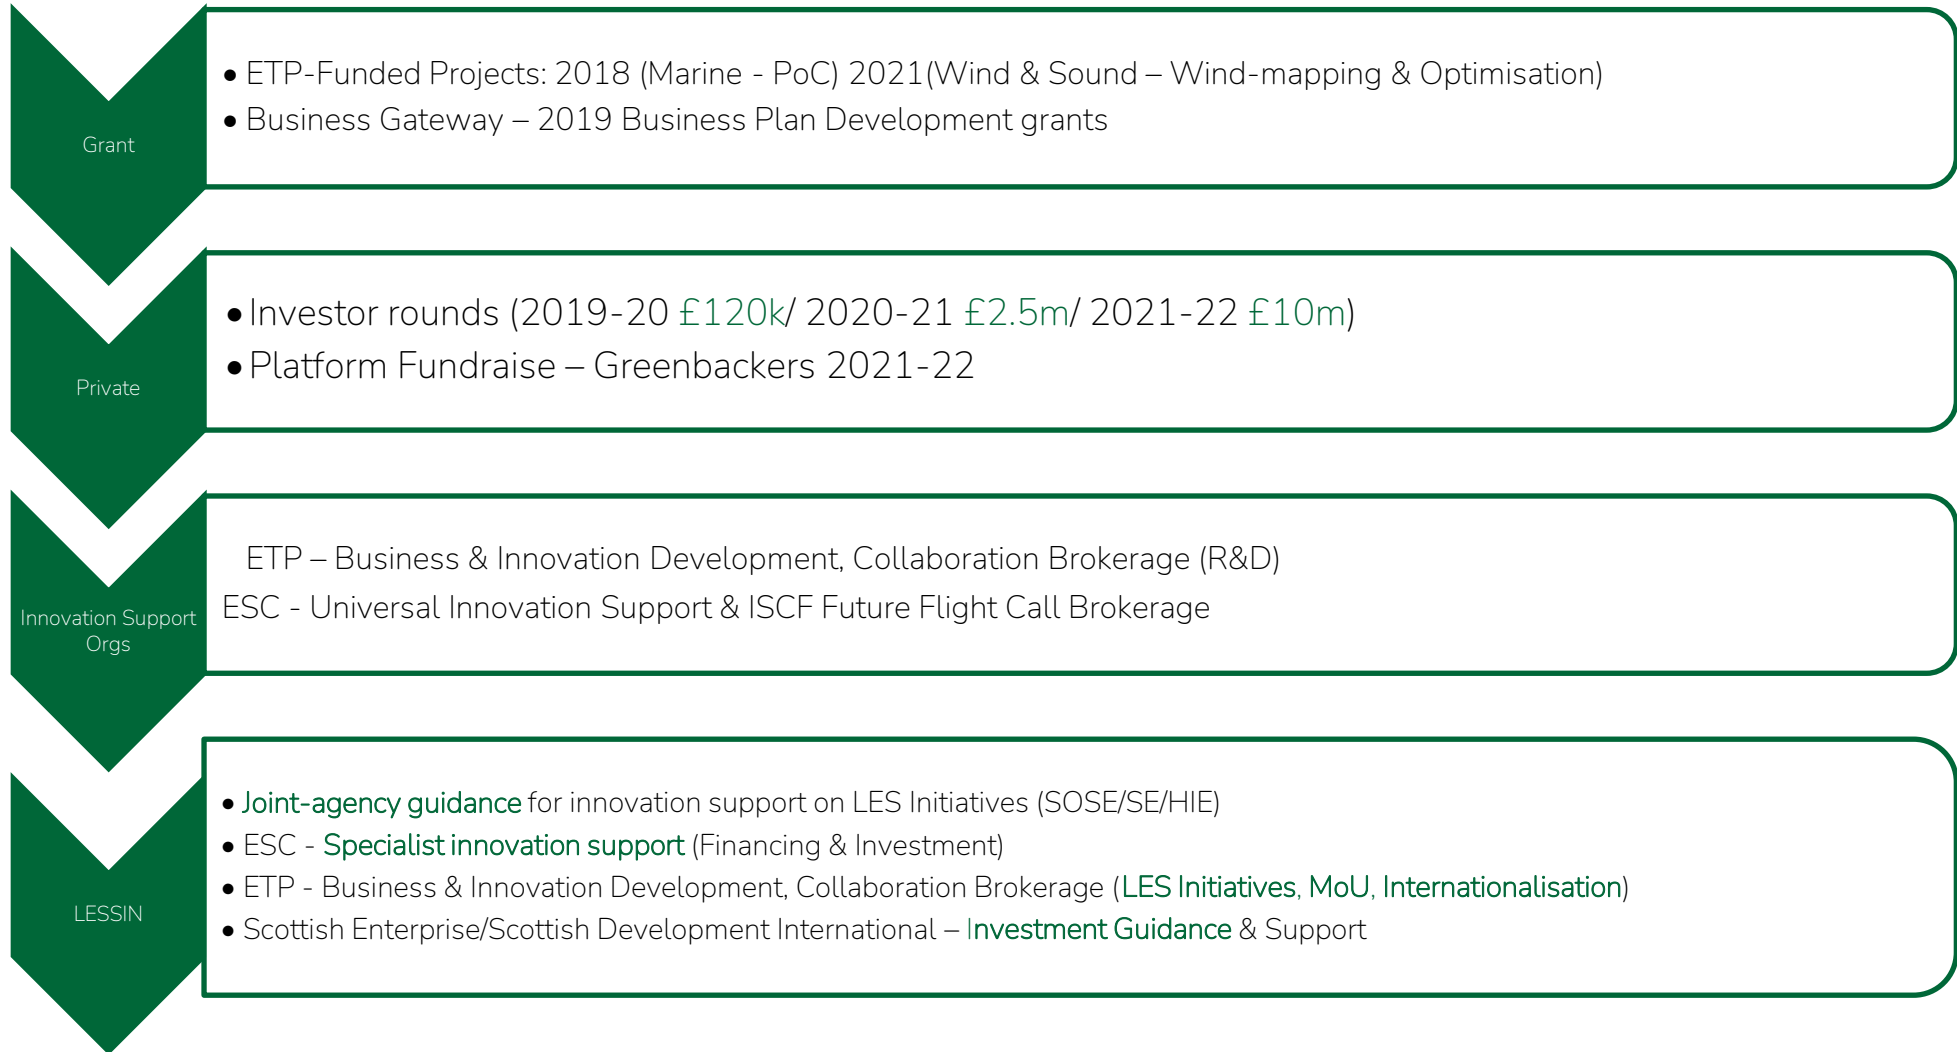 Grant
• ETP-Funded Projects: 2018 (Marine - PoC) 2021(Wind & Sound – Wind-mapping & Optimisation)
• Business Gateway – 2019 Business Plan Development grants
Private
• Investor rounds (2019-20 £120k/ 2020-21 £2.5m/ 2021-22 £10m)
• Platform Fundraise – Greenbackers 2021-22
Innovation Support
Orgs
ETP – Business & Innovation Development, Collaboration Brokerage (R&D)
ESC - Universal Innovation Support & ISCF Future Flight Call Brokerage
LESSIN
• Joint-agency guidance for innovation support on LES Initiatives (SOSE/SE/HIE)
• ESC - Specialist innovation support (Financing & Investment)
• ETP - Business & Innovation Development, Collaboration Brokerage (LES Initiatives, MoU, Internationalisation)
• Scottish Enterprise/Scottish Development International – Investment Guidance & Support